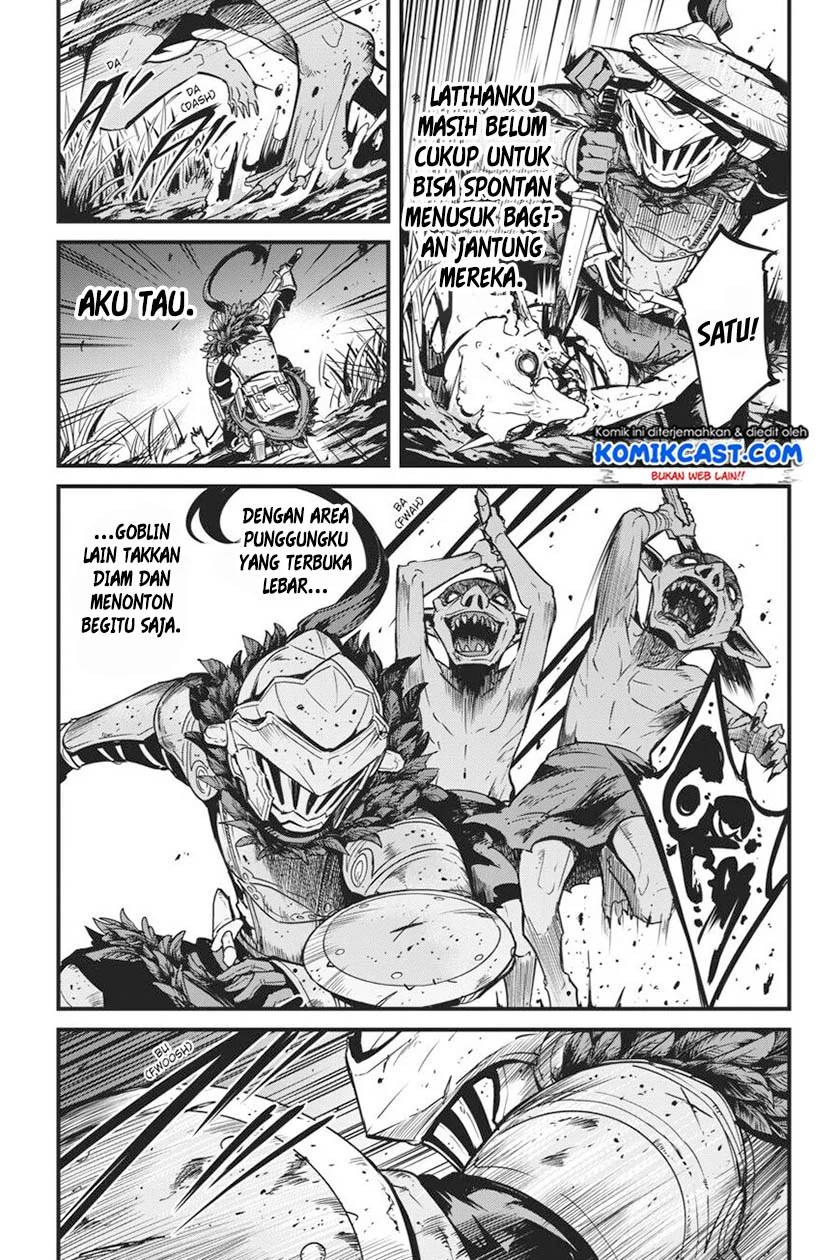 LATIHANKU
MASIH BELUM
CUKUP UNTUK
BISA SPONTAN
MENUSUK BAGI-
AN JANTUNG
MEREKA.
SATU!
DA
DA
(DASH)
AKU TAU.
Komik ini diterjemahkan & diedit oleh
KOMIKCAST.COM
BUKAN WEB LAIN!!
BA
(FWAH)
DENGAN AREA
PUNGGUNGKU
YANG TERBUKA
LEBAR...
...GOBLIN
LAIN TAKKAN
DIAM DAN
MENONTON
BEGITU SAJA.
BU
(FWOOSH)